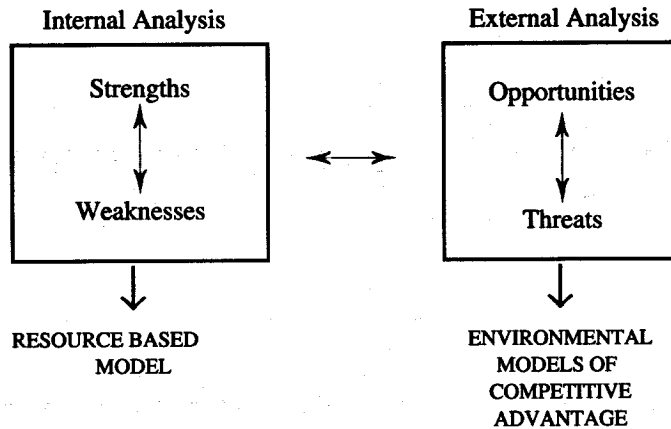 Internal Analysis
Strengths
Weaknesses
RESOURCE BASED
MODEL
External Analysis
Opportunities
Threats
ENVIRONMENTAL
MODELS OF
COMPETITIVE
ADVANTAGE